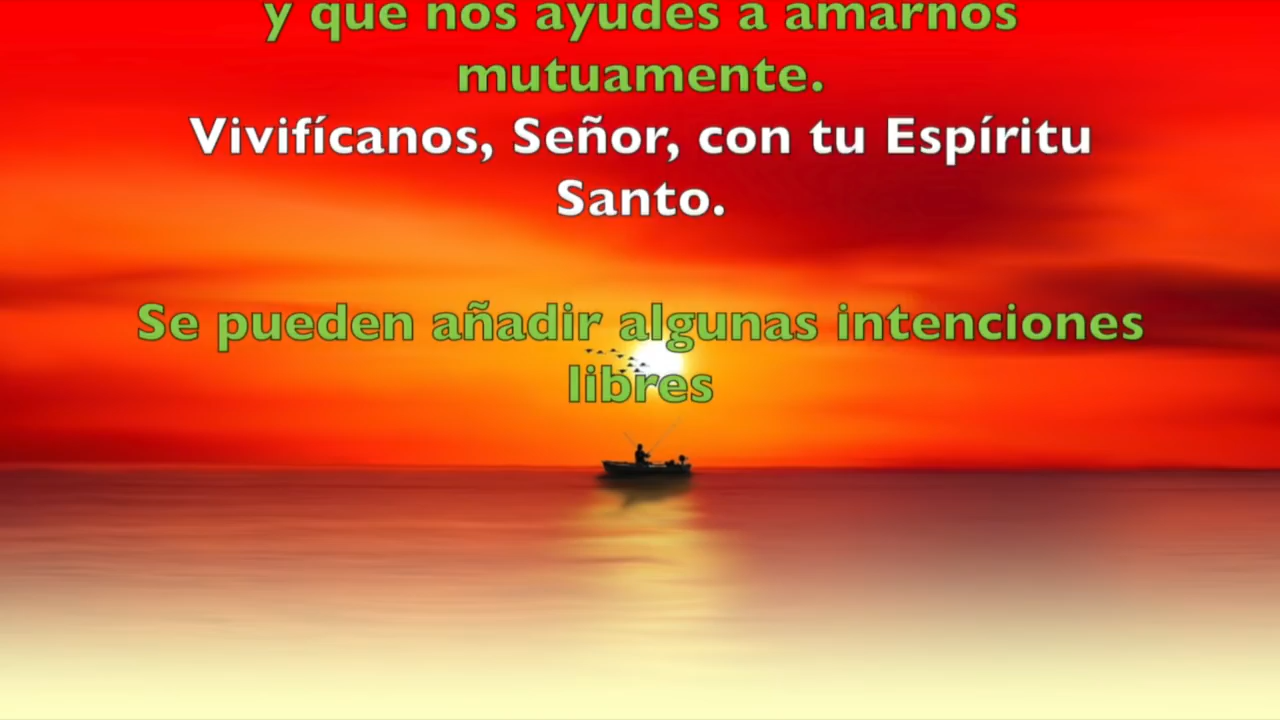 y que nos ayudes a amarnos
mutuamente.
Vivifícanos, Señor, con tu Espíritu
Santo.
Se pueden añadir algunas intenciones
libres